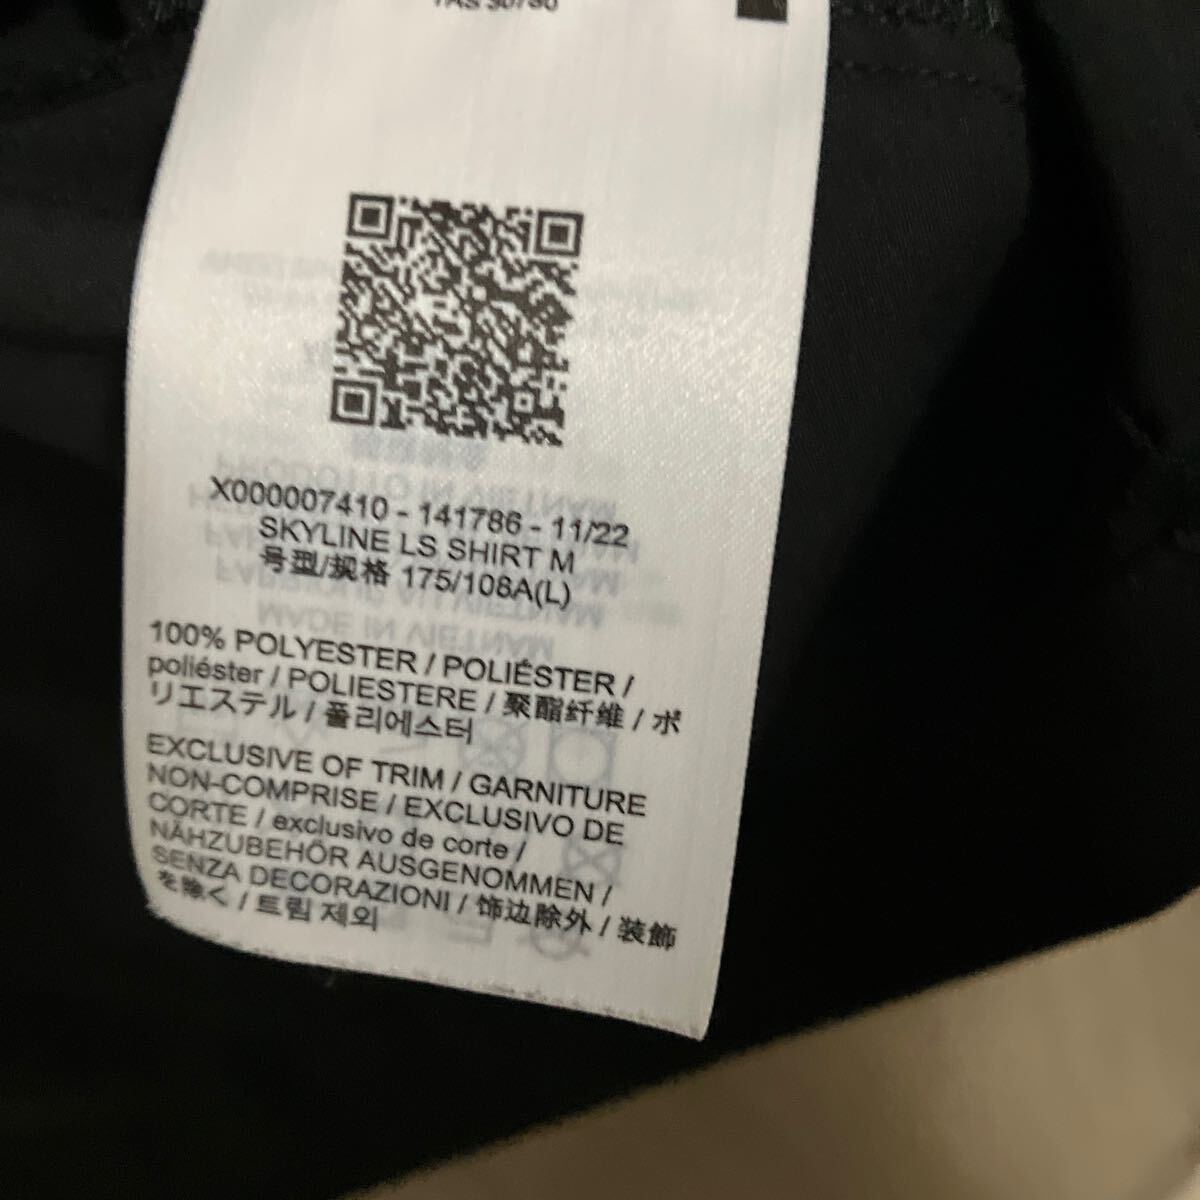 X000007410 - 141786 - 11/22
SKYLINE LS SHIRT M
号型/规格 175/108A(L)
100% POLYESTER / POLIÉSTER /
poliéster / POLIESTERE / 聚酯纤维 / ポ
リエステル / 폴리에스터
EXCLUSIVE OF TRIM / GARNITURE
NON-COMPRISE / EXCLUSIVO DE
CORTE / exclusivo de corte /
NÄHZUBEHÖR AUSGENOMMEN /
SENZA DECORAZIONI / 饰边除外 / 装飾
を除く / 트림 제외